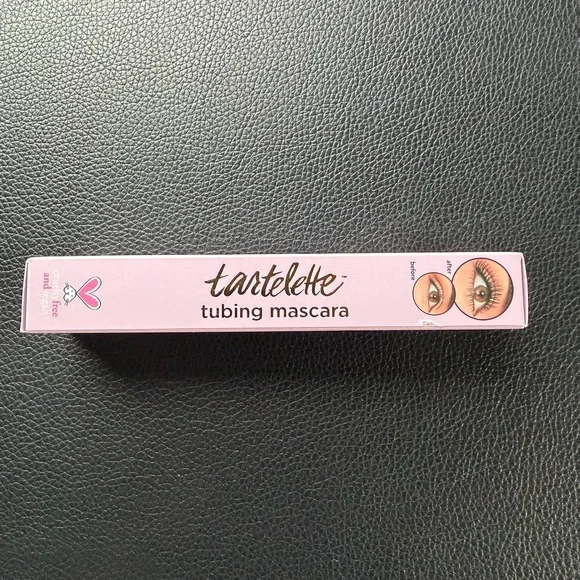 tartelette™
tubing mascara
before
after
free
and